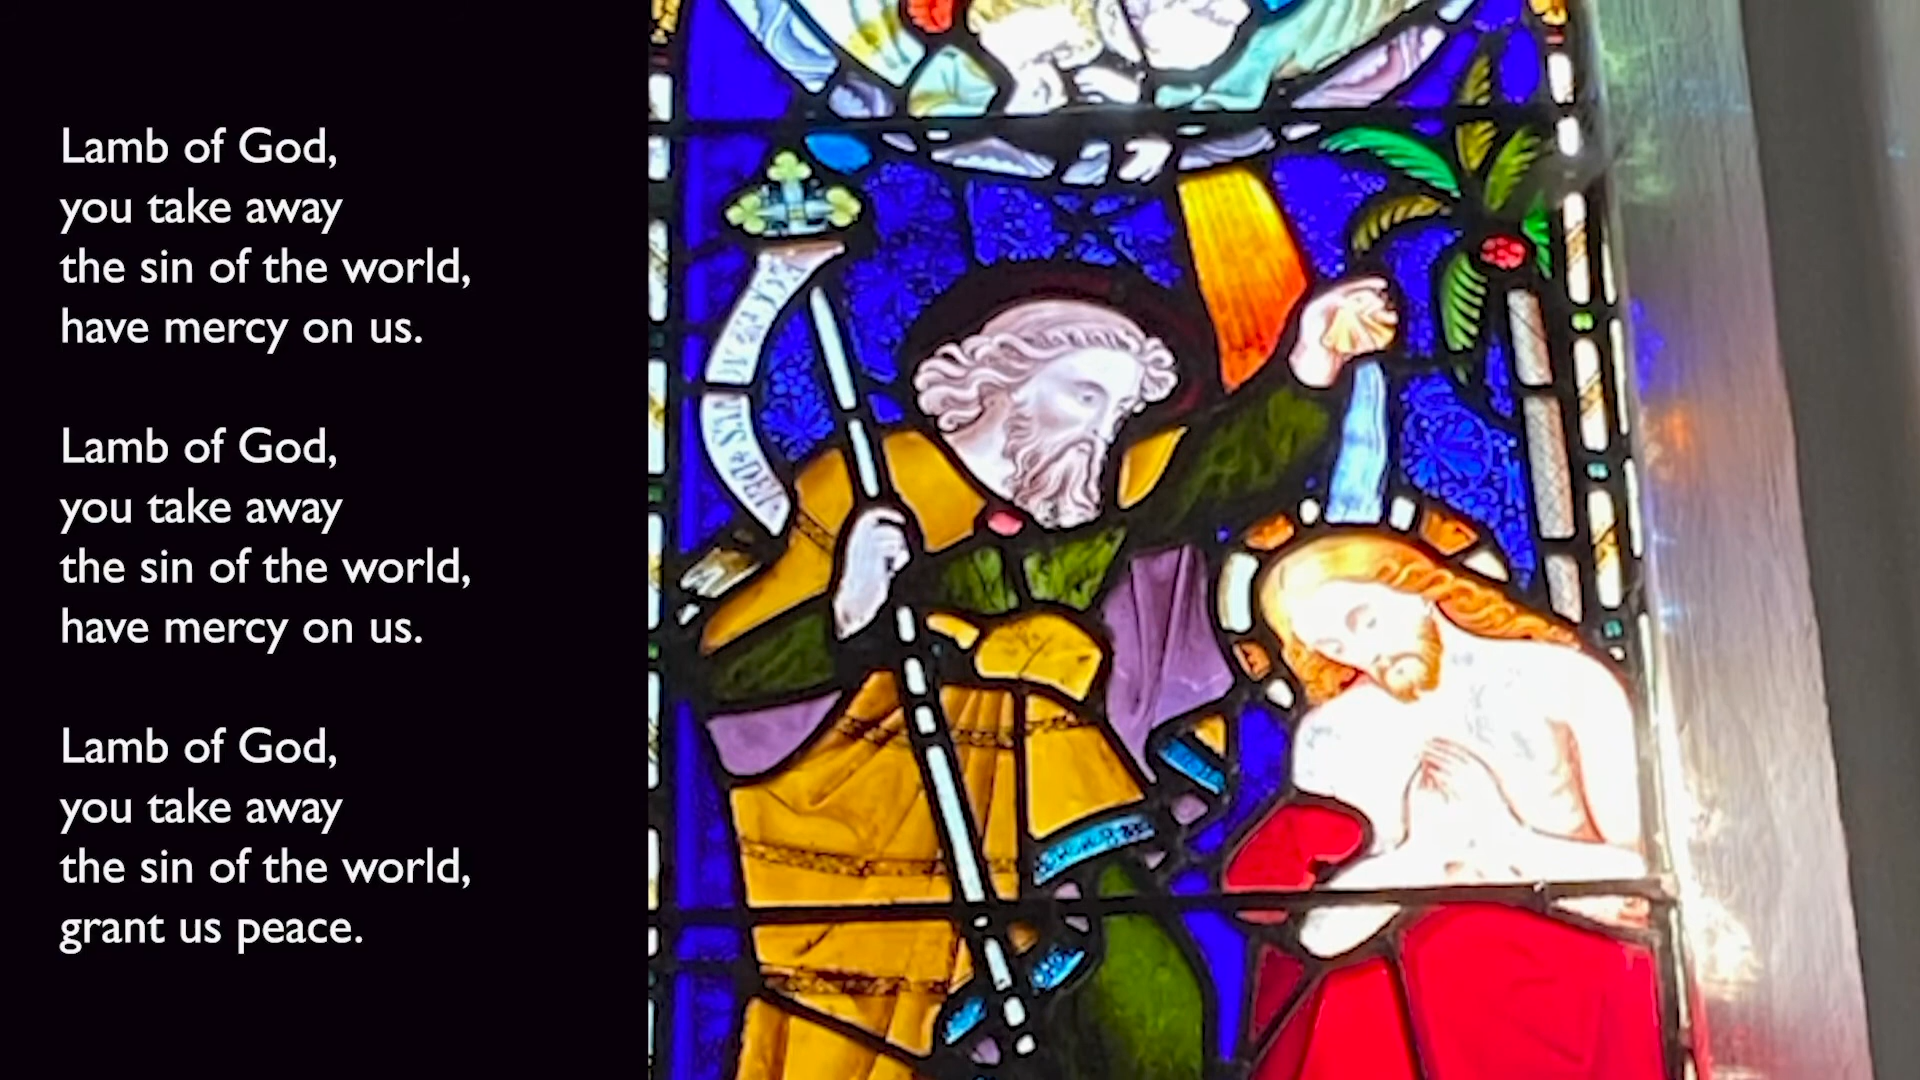 Lamb of God,
you take away
the sin of the world,
have mercy on us.
Lamb of God,
you take away
the sin of the world,
have mercy on us.
Lamb of God,
you take away
the sin of the world,
grant us peace.